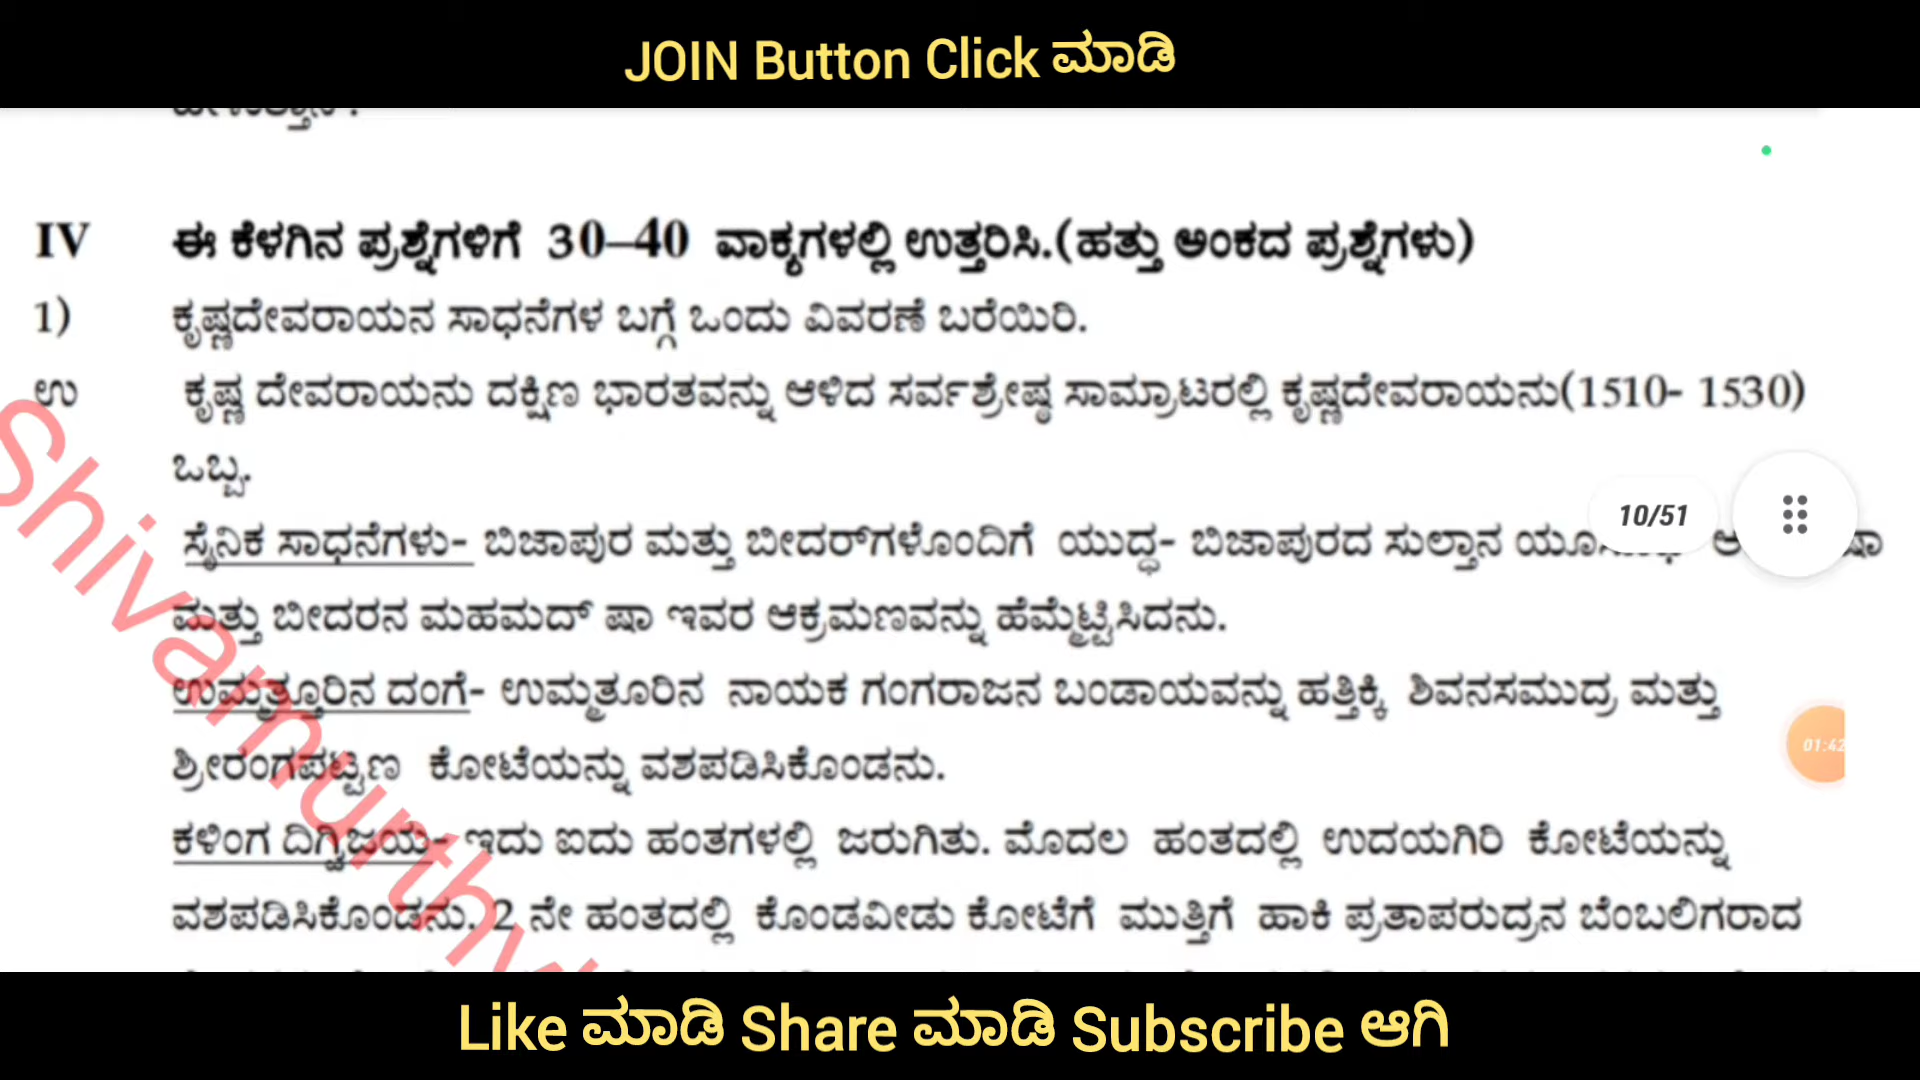 JOIN Button Click ಮಾಡಿ
IV ಈ ಕೆಳಗಿನ ಪ್ರಶ್ನೆಗಳಿಗೆ 30–40 ವಾಕ್ಯಗಳಲ್ಲಿ ಉತ್ತರಿಸಿ.(ಹತ್ತು ಅಂಕದ ಪ್ರಶ್ನೆಗಳು)
1) ಕೃಷ್ಣದೇವರಾಯನ ಸಾಧನೆಗಳ ಬಗ್ಗೆ ಒಂದು ವಿವರಣೆ ಬರೆಯಿರಿ.
ಉ ಕೃಷ್ಣ ದೇವರಾಯನು ದಕ್ಷಿಣ ಭಾರತವನ್ನು ಆಳಿದ ಸರ್ವಶ್ರೇಷ್ಠ ಸಾಮ್ರಾಟರಲ್ಲಿ ಕೃಷ್ಣದೇವರಾಯನು(1510- 1530)
ಒಬ್ಬ.
10/51
ಸೈನಿಕ ಸಾಧನೆಗಳು- ಬಿಜಾಪುರ ಮತ್ತು ಬೀದರ್‌ಗಳೊಂದಿಗೆ ಯುದ್ಧ- ಬಿಜಾಪುರದ ಸುಲ್ತಾನ
ಮತ್ತು ಬೀದರನ ಮಹಮದ್ ಷಾ ಇವರ ಆಕ್ರಮಣವನ್ನು ಹೆಮ್ಮೆಟ್ಟಿಸಿದನು.
ಉಮ್ಮತ್ತೂರಿನ ದಂಗೆ- ಉಮ್ಮತೂರಿನ ನಾಯಕ ಗಂಗರಾಜನ ಬಂಡಾಯವನ್ನು ಹತ್ತಿಕ್ಕಿ ಶಿವನಸಮುದ್ರ ಮತ್ತು
ಶ್ರೀರಂಗಪಟ್ಟಣ ಕೋಟೆಯನ್ನು ವಶಪಡಿಸಿಕೊಂಡನು.
01:42
ಕಳಿಂಗ ದಿಗ್ವಿಜಯ- ಇದು ಐದು ಹಂತಗಳಲ್ಲಿ ಜರುಗಿತು. ಮೊದಲ ಹಂತದಲ್ಲಿ ಉದಯಗಿರಿ ಕೋಟೆಯನ್ನು
ವಶಪಡಿಸಿಕೊಂಡನು. 2 ನೇ ಹಂತದಲ್ಲಿ ಕೊಂಡವೀಡು ಕೋಟೆಗೆ ಮುತ್ತಿಗೆ ಹಾಕಿ ಪ್ರತಾಪರುದ್ರನ ಬೆಂಬಲಿಗರಾದ
Shivamurthy
Like ಮಾಡಿ Share ಮಾಡಿ Subscribe ಆಗಿ